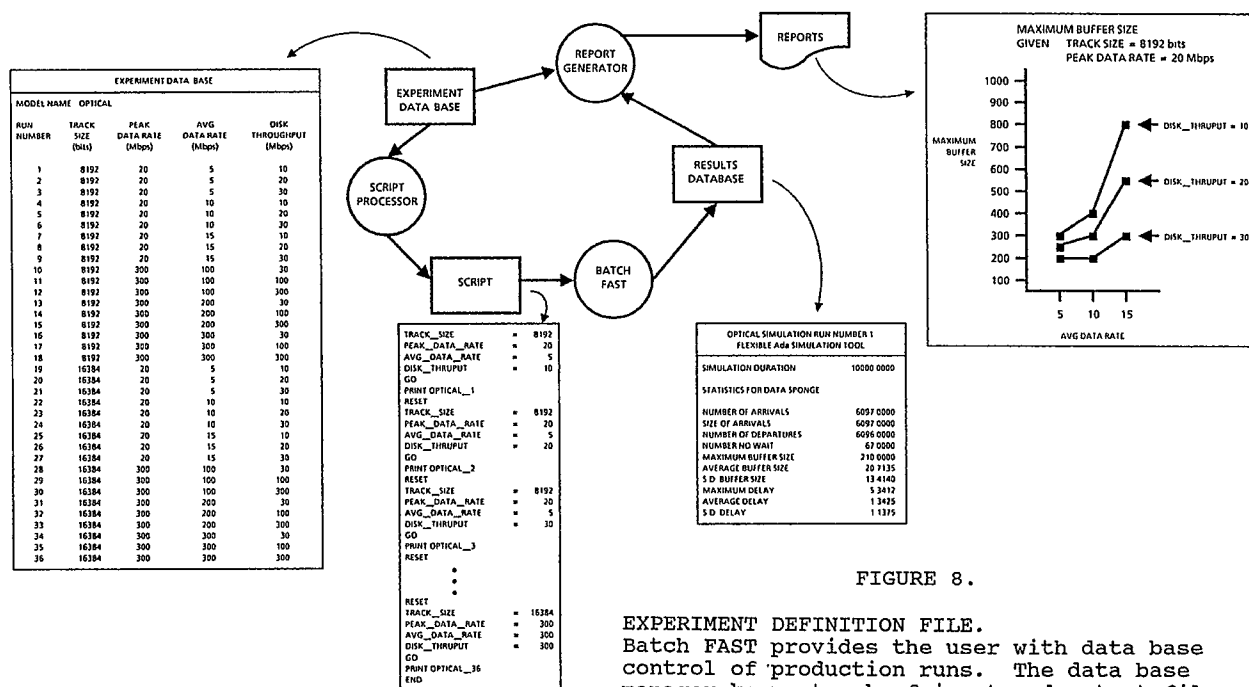 EXPERIMENT DATA BASE
MODEL NAME OPTICAL
RUN NUMBER TRACK SIZE (bits) PEAK DATA RATE (Mbps) AVG DATA RATE (Mbps) DISK THROUGHPUT (Mbps)
1 8192 20 5 10
2 8192 20 5 20
3 8192 20 5 30
4 8192 20 10 10
5 8192 20 10 20
6 8192 20 10 30
7 8192 20 15 10
8 8192 20 15 20
9 8192 20 15 30
10 8192 300 100 30
11 8192 300 100 100
12 8192 300 100 300
13 8192 300 200 30
14 8192 300 200 100
15 8192 300 200 300
16 8192 300 300 30
17 8192 300 300 100
18 8192 300 300 300
19 16384 20 5 10
20 16384 20 5 20
21 16384 20 5 30
22 16384 20 10 10
23 16384 20 10 20
24 16384 20 10 30
25 16384 20 15 10
26 16384 20 15 20
27 16384 20 15 30
28 16384 300 100 30
29 16384 300 100 100
30 16384 300 100 300
31 16384 300 200 30
32 16384 300 200 100
33 16384 300 200 300
34 16384 300 300 30
35 16384 300 300 100
36 16384 300 300 300
EXPERIMENT
DATA BASE
REPORT
GENERATOR
REPORTS
SCRIPT
PROCESSOR
RESULTS
DATABASE
SCRIPT
BATCH
FAST
TRACK_SIZE = 8192
PEAK_DATA_RATE = 20
AVG_DATA_RATE = 5
DISK_THRUPUT = 10
GO
PRINT OPTICAL_1
RESET
TRACK_SIZE = 8192
PEAK_DATA_RATE = 20
AVG_DATA_RATE = 5
DISK_THRUPUT = 20
GO
PRINT OPTICAL_2
RESET
TRACK_SIZE = 8192
PEAK_DATA_RATE = 20
AVG_DATA_RATE = 5
DISK_THRUPUT = 30
GO
PRINT OPTICAL_3
RESET
RESET
TRACK_SIZE = 16384
PEAK_DATA_RATE = 300
AVG_DATA_RATE = 300
DISK_THRUPUT = 300
GO
PRINT OPTICAL_36
END
OPTICAL SIMULATION RUN NUMBER 1
FLEXIBLE Ada SIMULATION TOOL
SIMULATION DURATION 10000 0000
STATISTICS FOR DATA SPONGE
NUMBER OF ARRIVALS 6097 0000
SIZE OF ARRIVALS 6097 0000
NUMBER OF DEPARTURES 6096 0000
NUMBER NO WAIT 67 0000
MAXIMUM BUFFER SIZE 210 0000
AVERAGE BUFFER SIZE 20 7135
S D BUFFER SIZE 13 4140
MAXIMUM DELAY 5 3412
AVERAGE DELAY 1 3425
S D DELAY 1 1375
MAXIMUM BUFFER SIZE
GIVEN TRACK SIZE = 8192 bits
PEAK DATA RATE = 20 Mbps
MAXIMUM
BUFFER
SIZE
1000
900
800
700
600
500
400
300
200
100
DISK_THRUPUT = 10
DISK_THRUPUT = 20
DISK_THRUPUT = 30
5 10 15
AVG DATA RATE
FIGURE 8.
EXPERIMENT DEFINITION FILE.
Batch FAST provides the user with data base
control of production runs. The data base